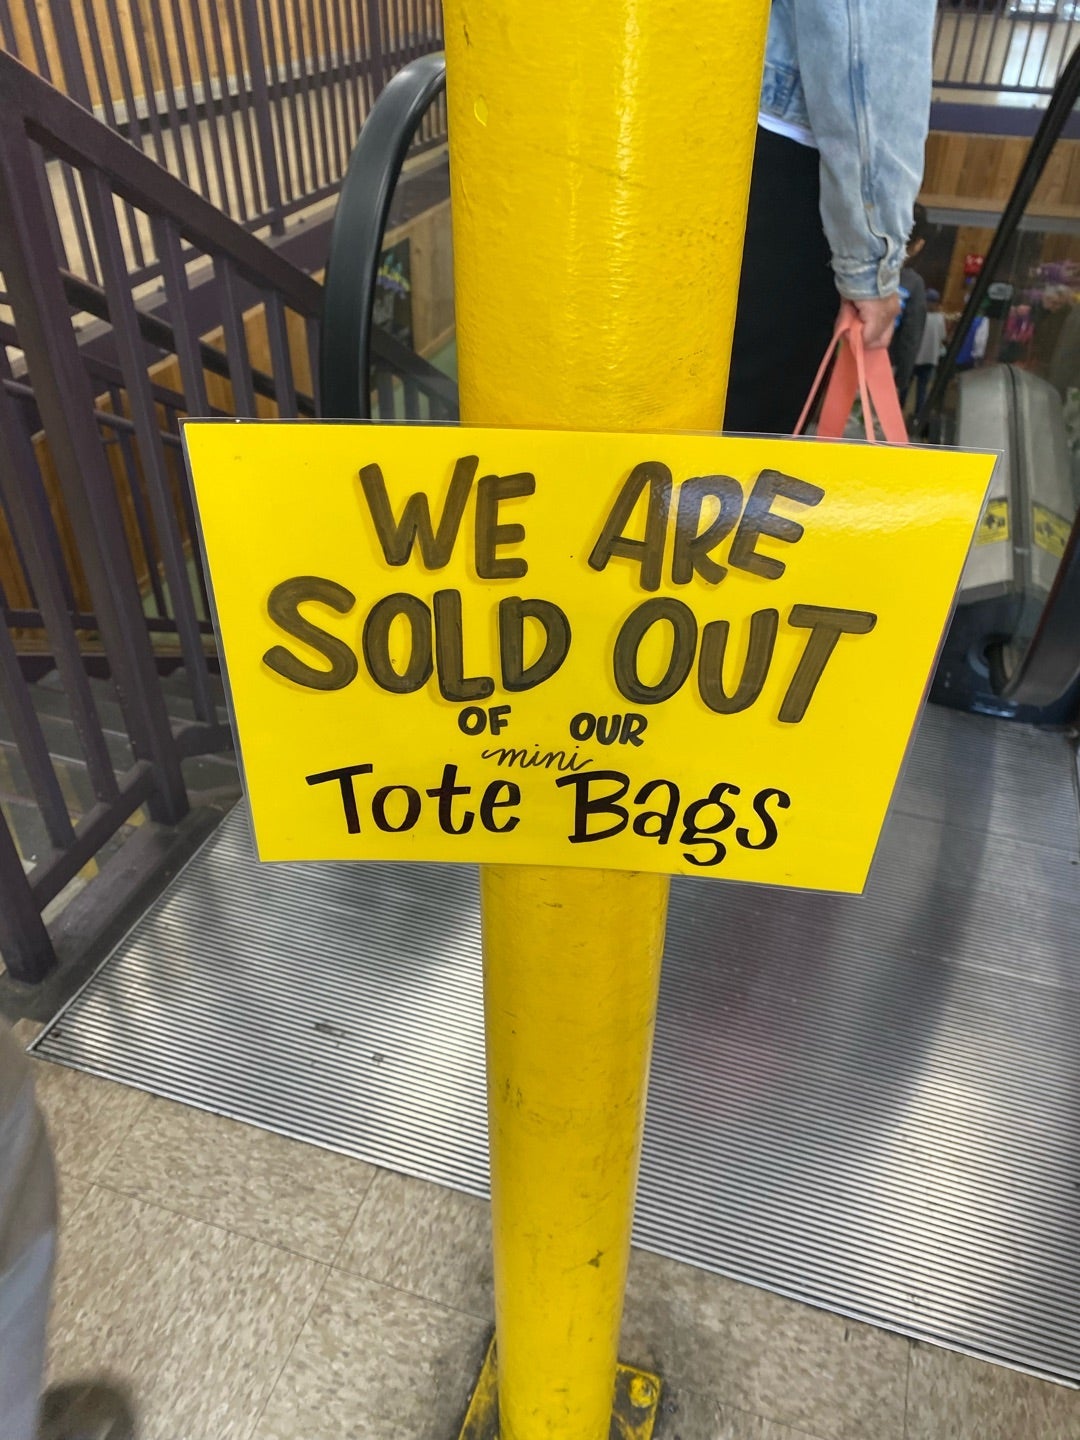 WE ARE
SOLD OUT
OF OUR
mini
Tote Bags